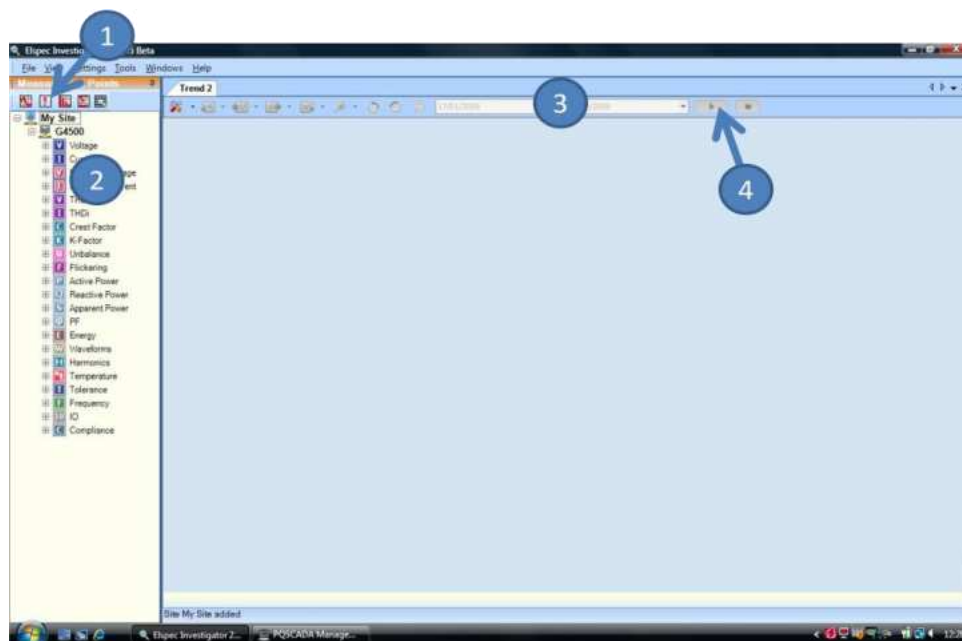 1
Elspec Investi Beta
File Settings Tools Windows Help
Points
Trend 2
3
4
My Site
G4500
Voltage
2
THDi
Crest Factor
K-Factor
Unbalance
Flickering
Active Power
Reactive Power
Apparent Power
PF
Energy
Waveforms
Harmonics
Temperature
Tolerance
Frequency
IO
Compliance
Site My Site added
Elspec Investigator 2...
PQSCADA Manage...